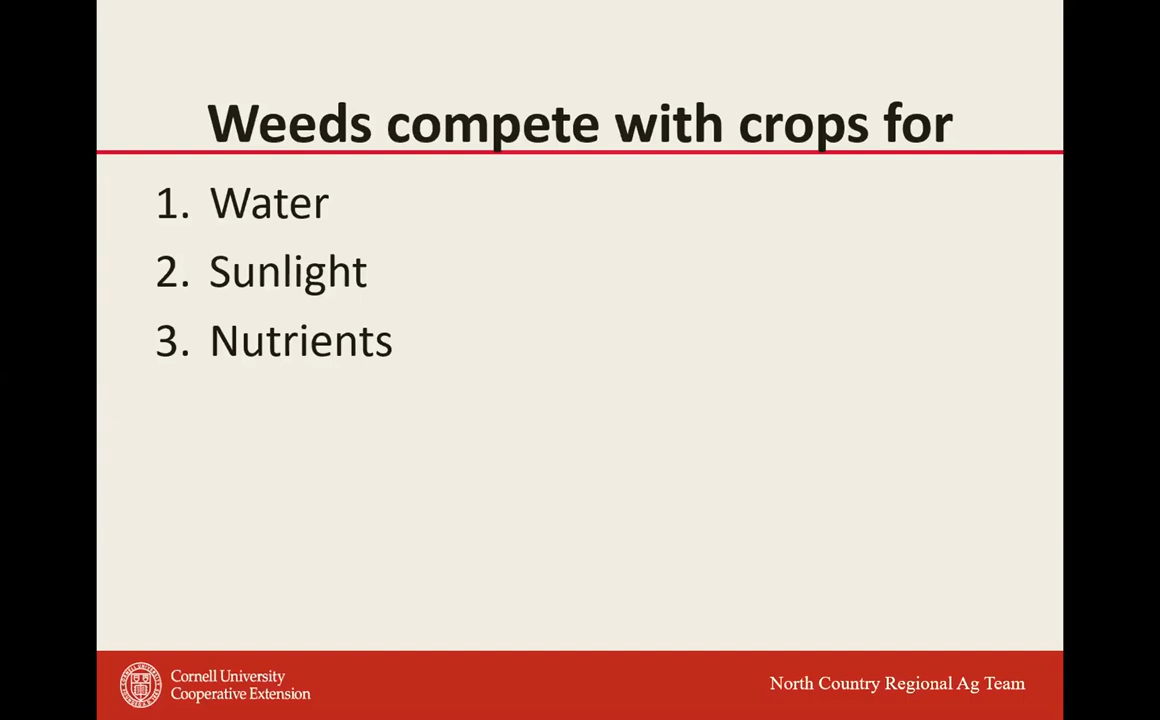 Weeds compete with crops for
1. Water
2. Sunlight
3. Nutrients
Cornell University
Cooperative Extension
North Country Regional Ag Team